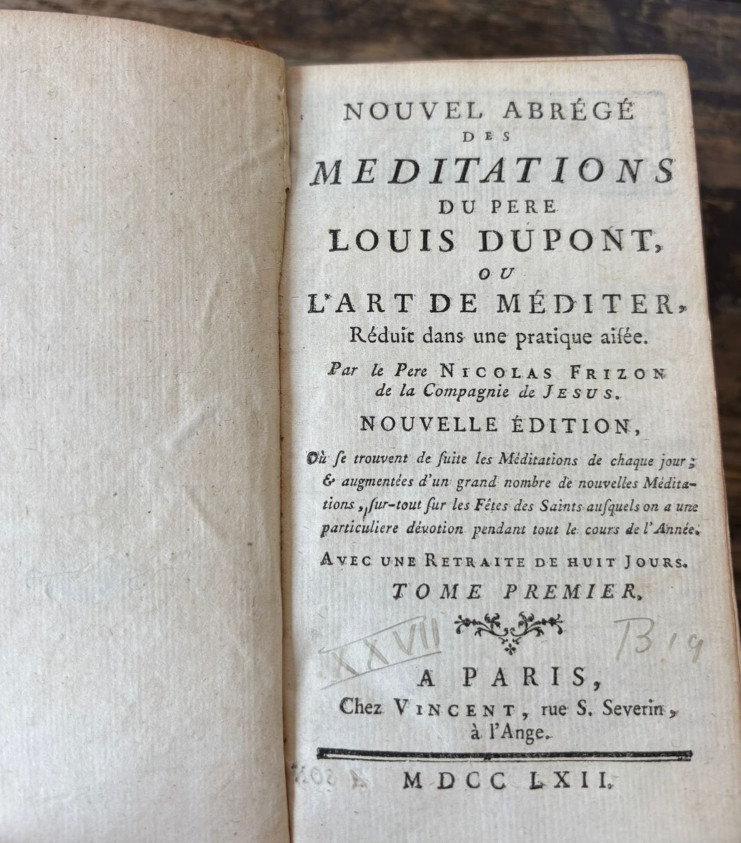 NOUVEL ABRÉGÉ
DES
MEDITATIONS
DU PERE
LOUIS DUPONT,
OU
L'ART DE MÉDITER,
Réduit dans une pratique aiſée.
Par le Pere NICOLAS FRIZON
de la Compagnie de JESUS.
NOUVELLE ÉDITION,
Où ſe trouvent de ſuite les Méditations de chaque jour;
& augmentées d'un grand nombre de nouvelles Médita-
tions, ſur-tout ſur les Fêtes des Saints auſquels on a une
particuliere dévotion pendant tout le cours de l'Année.
AVEC UNE RETRAITE DE HUIT JOURS.
TOME PREMIER,
XXVII
B.19
A PARIS,
Chez VINCENT, rue S. Severin,
à l'Ange.
MDCC LXII.